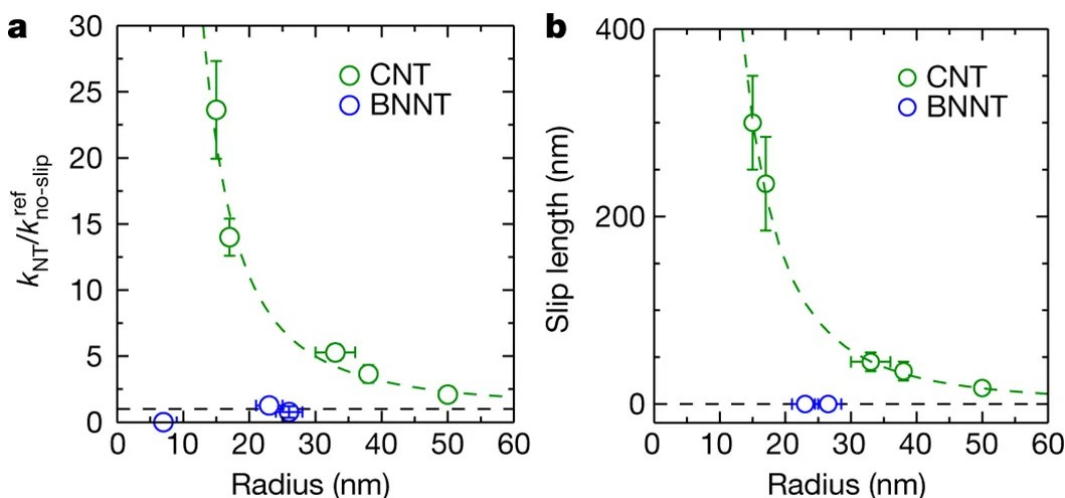 a
30
25
20
15
10
5
0
k_NT/k^ref_no-slip
CNT
BNNT
0 10 20 30 40 50 60
Radius (nm)
b
400
200
0
Slip length (nm)
CNT
BNNT
0 10 20 30 40 50 60
Radius (nm)